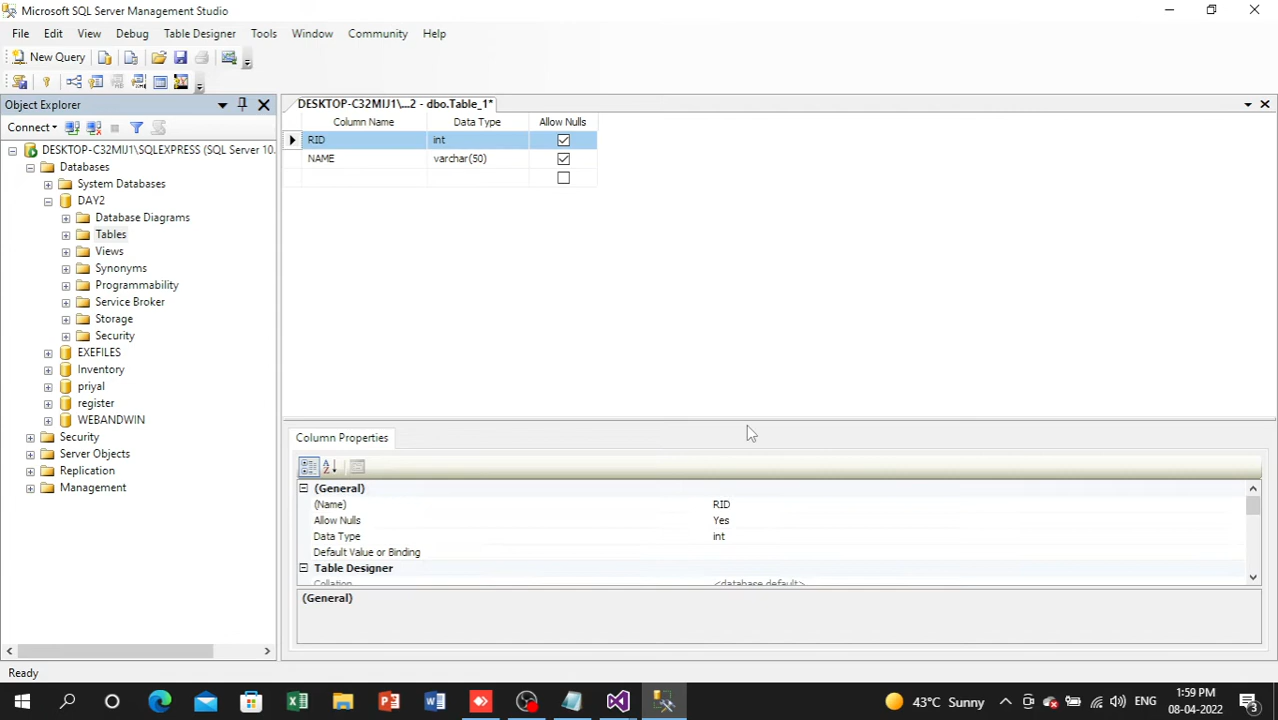 Microsoft SQL Server Management Studio
File Edit View Debug Table Designer Tools Window Community Help
New Query
Object Explorer
DESKTOP-C32MIJ1\...2 - dbo.Table_1*
Connect
Column Name Data Type Allow Nulls
RID int
NAME varchar(50)
DESKTOP-C32MIJ1\SQLEXPRESS (SQL Server 10.
Databases
System Databases
DAY2
Database Diagrams
Tables
Views
Synonyms
Programmability
Service Broker
Storage
Security
EXEFILES
Inventory
priyal
register
WEBANDWIN
Security
Server Objects
Replication
Management
Column Properties
(General)
(Name) RID
Allow Nulls Yes
Data Type int
Default Value or Binding
Table Designer
Collation <database default>
(General)
Ready
43°C Sunny
ENG
1:59 PM
08-04-2022
3